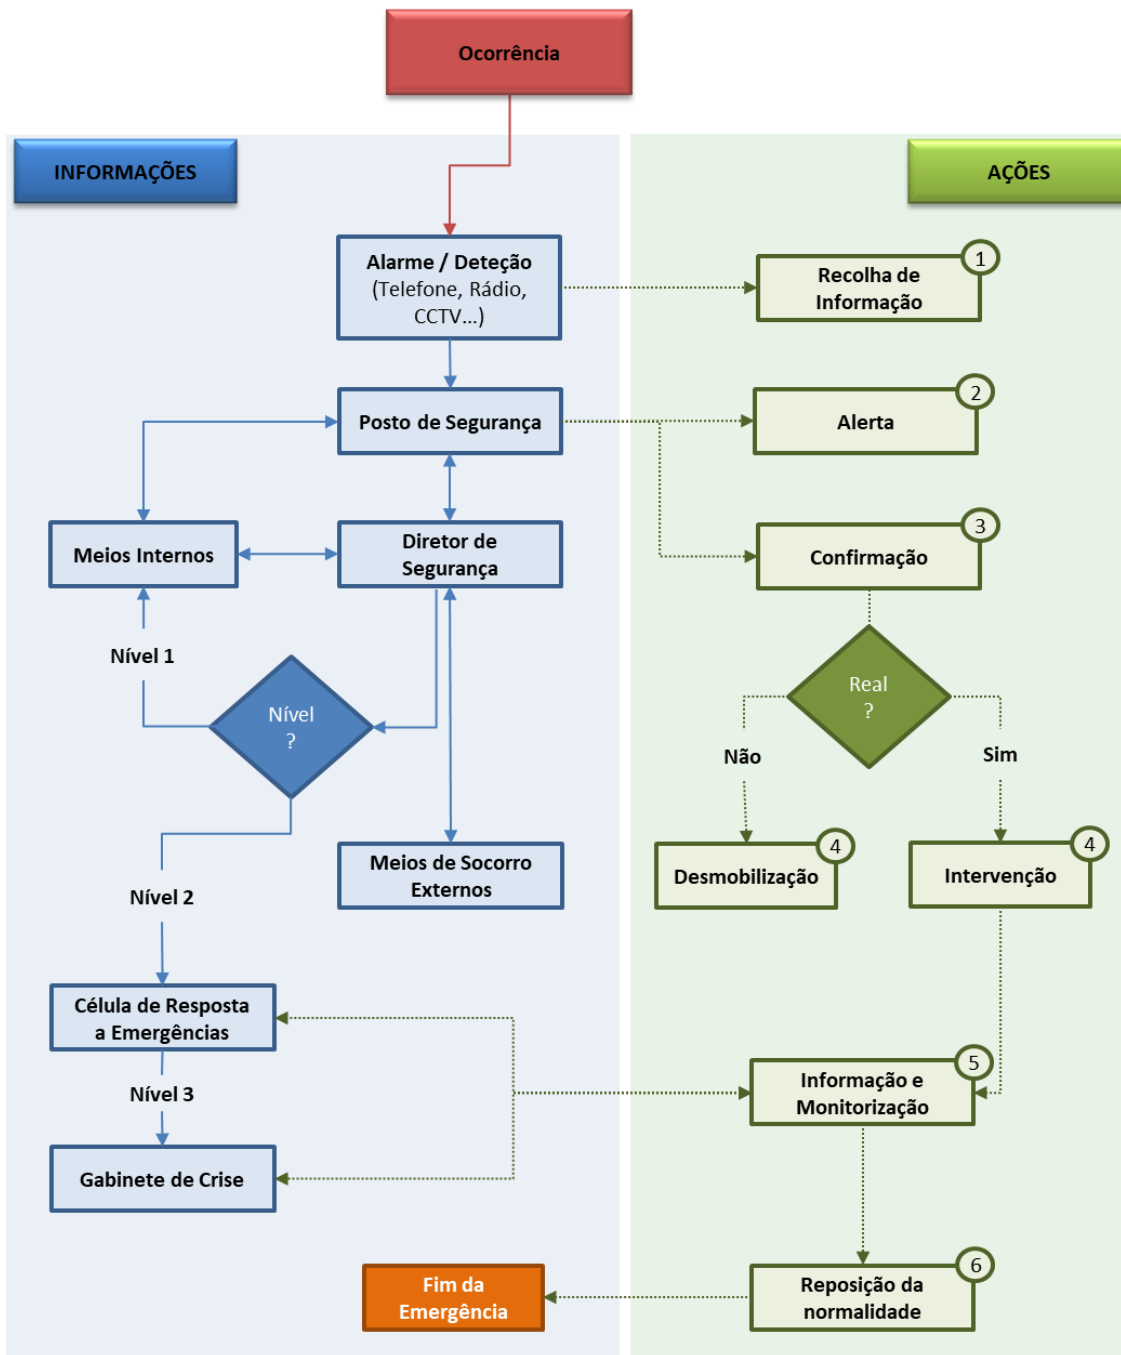 Ocorrência
INFORMAÇÕES
AÇÕES
Alarme / Deteção
(Telefone, Rádio,
CCTV...)
1
Recolha de
Informação
Posto de Segurança
2
Alerta
Meios Internos
Diretor de
Segurança
3
Confirmação
Nível 1
Nível
?
Real
?
Não
Sim
Meios de Socorro
Externos
4
Desmobilização
4
Intervenção
Nível 2
Célula de Resposta
a Emergências
Nível 3
5
Informação e
Monitorização
Gabinete de Crise
Fim da
Emergência
6
Reposição da
normalidade